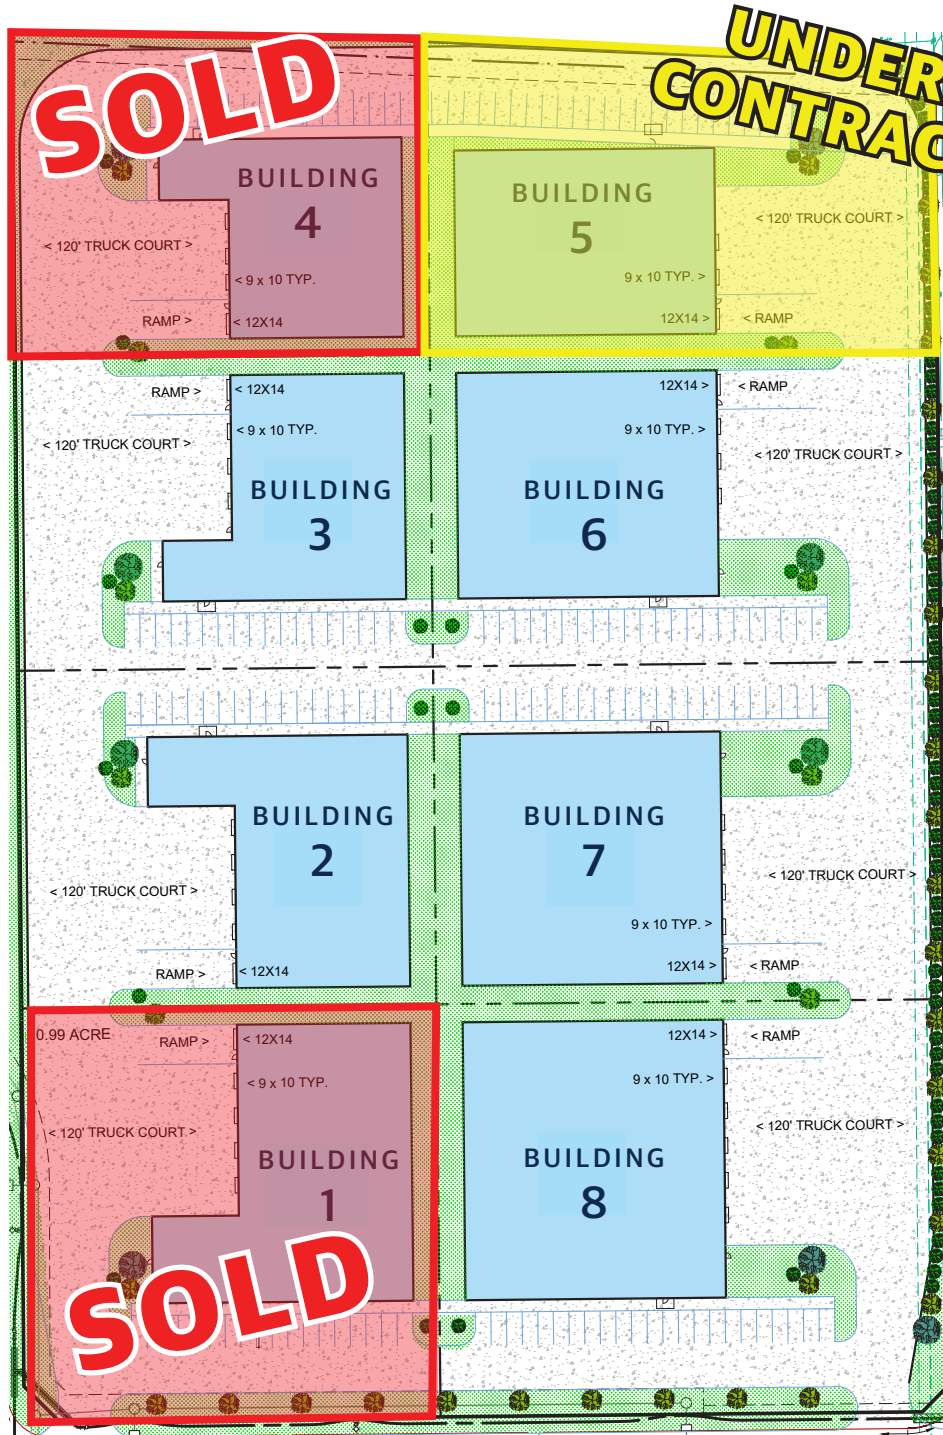 SOLD
UNDER
CONTRAC
BUILDING
4
< 120' TRUCK COURT >
< 9 x 10 TYP.
RAMP >
< 12X14
BUILDING
5
< 120' TRUCK COURT >
9 x 10 TYP. >
12X14 >
< RAMP
RAMP >
< 12X14
< 9 x 10 TYP.
< 120' TRUCK COURT >
BUILDING
3
12X14 >
< RAMP
9 x 10 TYP. >
< 120' TRUCK COURT >
BUILDING
6
BUILDING
2
< 120' TRUCK COURT >
RAMP >
< 12X14
BUILDING
7
< 120' TRUCK COURT >
9 x 10 TYP. >
12X14 >
< RAMP
0.99 ACRE
RAMP >
< 12X14
< 9 x 10 TYP.
< 120' TRUCK COURT >
BUILDING
1
SOLD
12X14 >
< RAMP
9 x 10 TYP. >
< 120' TRUCK COURT >
BUILDING
8